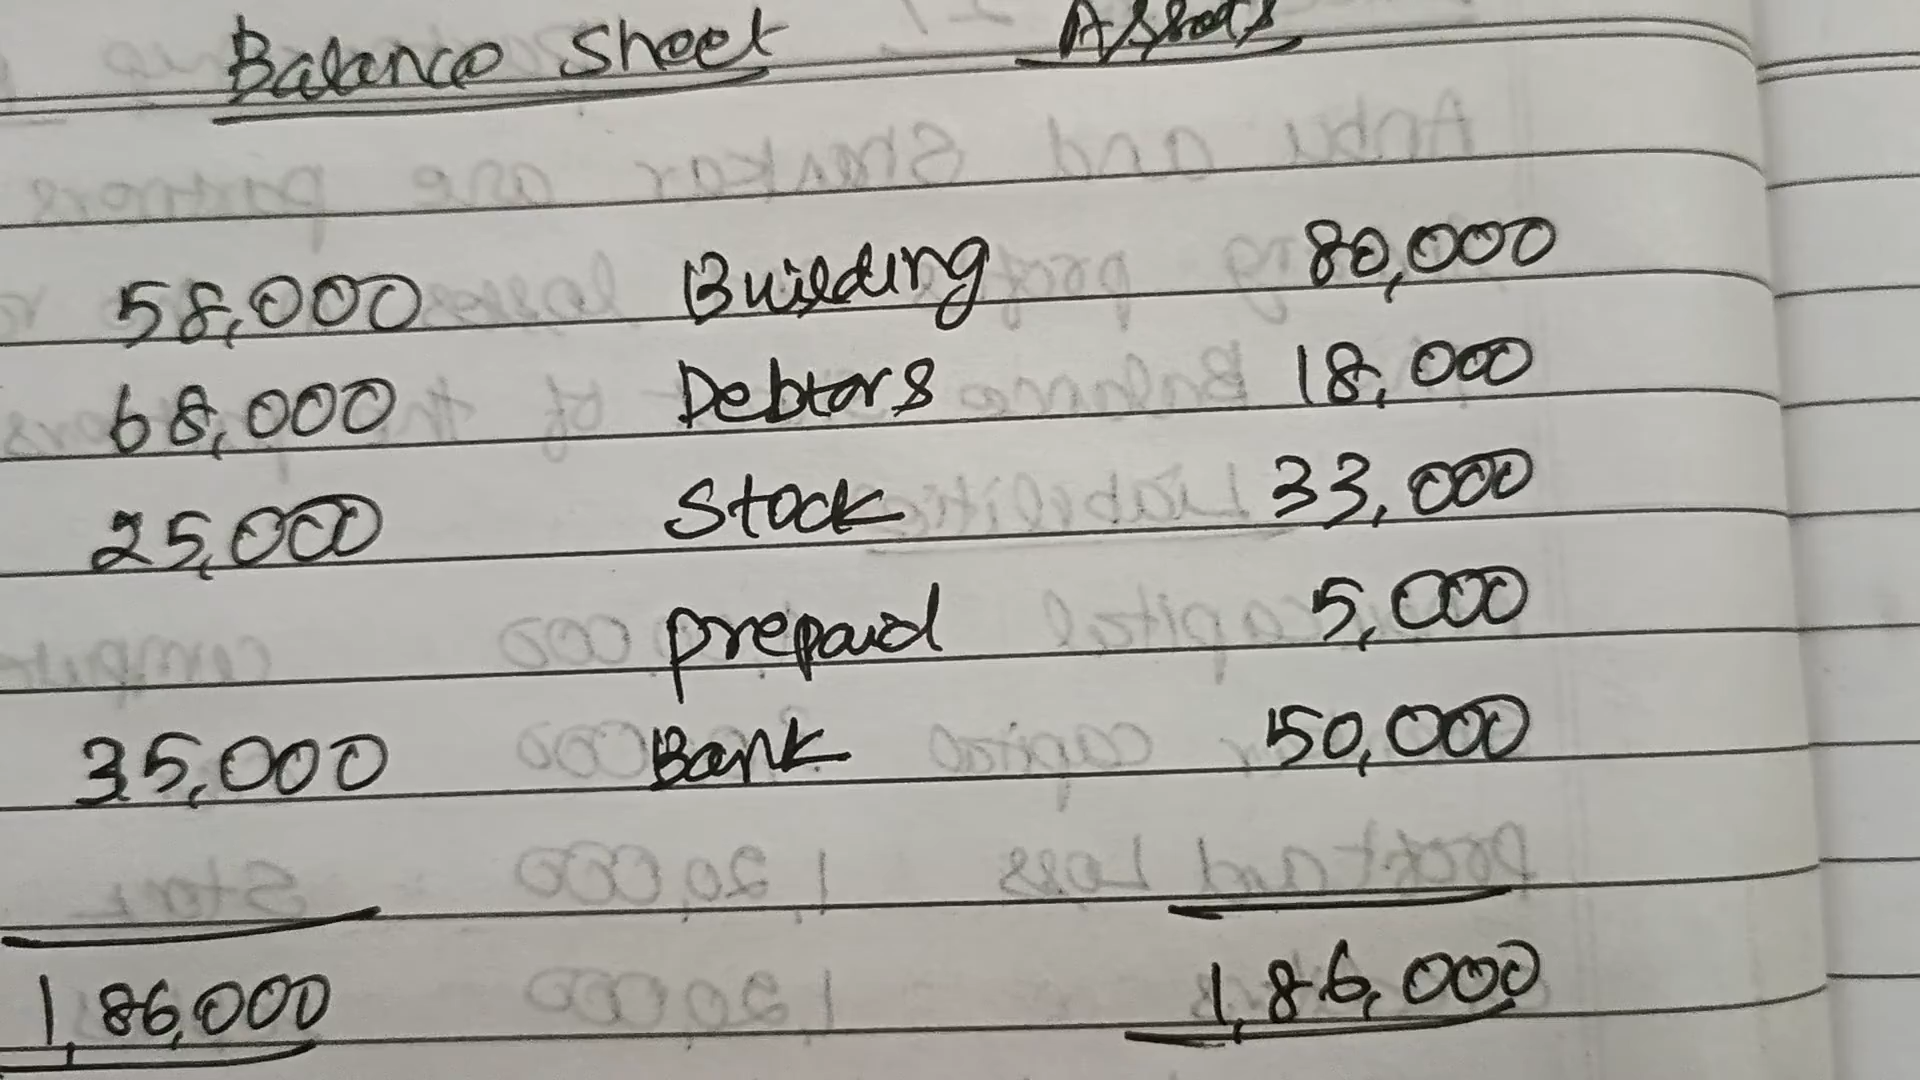 Balance Sheet Assets
58,000 Building 80,000
68,000 Debtors 18,000
25,000 Stock 33,000
prepaid 5,000
35,000 Bank 50,000
1,86,000 1,86,000